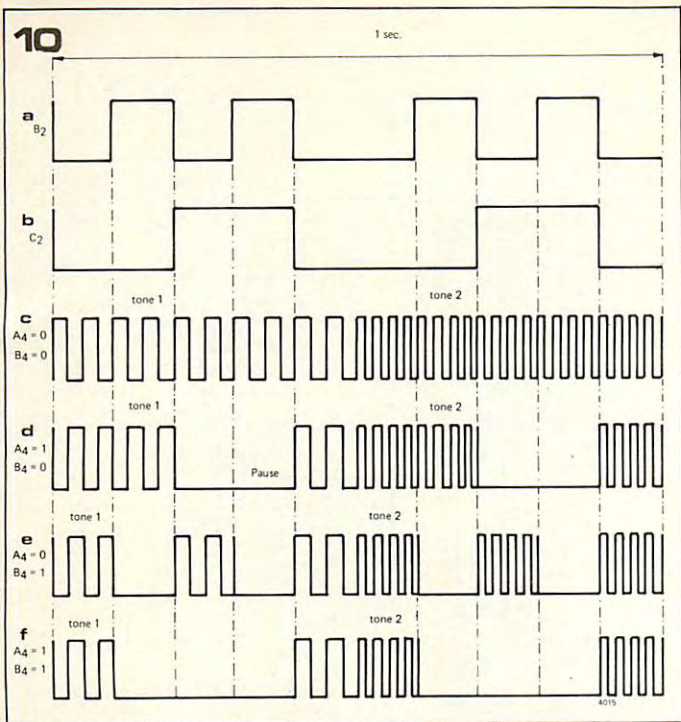 10
1 sec.
a
B2
b
C2
tone 1 tone 2
c
A4 = 0
B4 = 0
tone 1 tone 2
d
A4 = 1
B4 = 0
Pause
tone 1 tone 2
e
A4 = 0
B4 = 1
tone 1 tone 2
f
A4 = 1
B4 = 1
4015